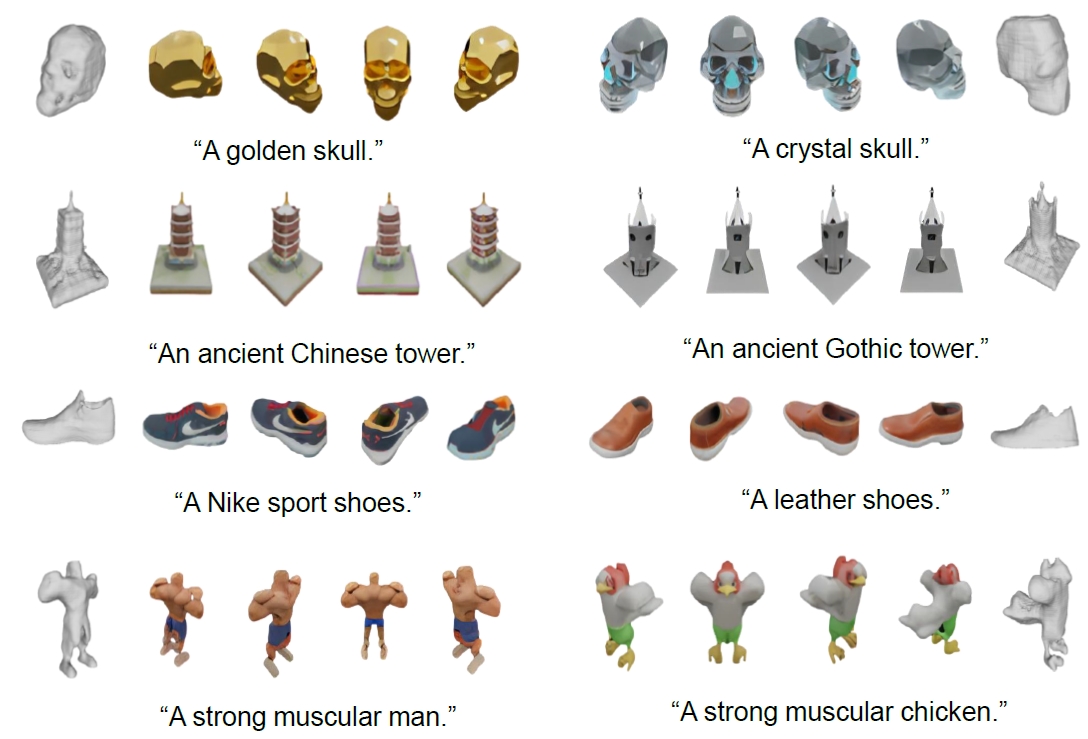 “A golden skull.”
“A crystal skull.”
“An ancient Chinese tower.”
“An ancient Gothic tower.”
“A Nike sport shoes.”
“A leather shoes.”
“A strong muscular man.”
“A strong muscular chicken.”